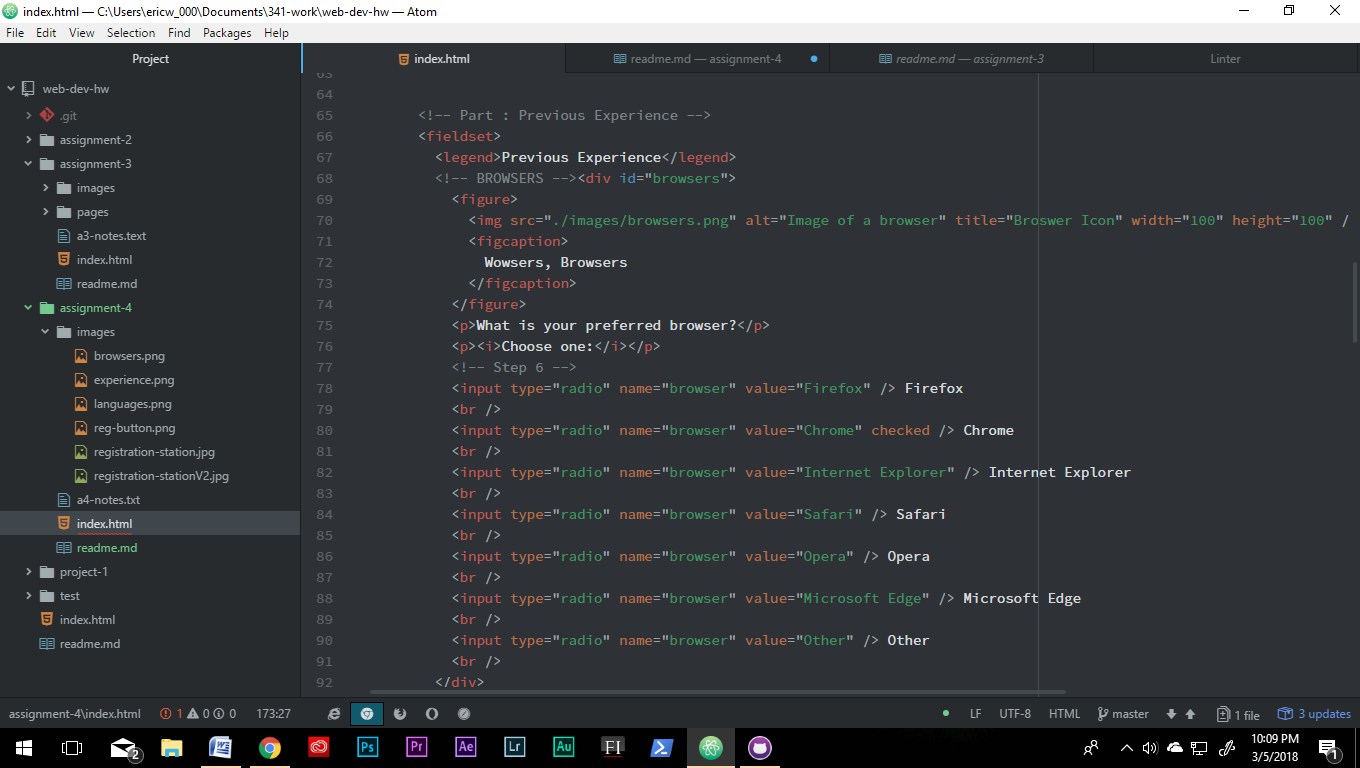 index.html — C:\Users\ericw_000\Documents\341-work\web-dev-hw — Atom
File Edit View Selection Find Packages Help
Project
index.html
readme.md — assignment-4
readme.md — assignment-3
Linter
web-dev-hw
.git
assignment-2
assignment-3
images
pages
a3-notes.text
index.html
readme.md
assignment-4
images
browsers.png
experience.png
languages.png
reg-button.png
registration-station.jpg
registration-stationV2.jpg
a4-notes.txt
index.html
readme.md
project-1
test
index.html
readme.md
63
64
65 <!-- Part : Previous Experience -->
66 <fieldset>
67 <legend>Previous Experience</legend>
68 <!-- BROWSERS --><div id="browsers">
69 <figure>
70 <img src="./images/browsers.png" alt="Image of a browser" title="Broswer Icon" width="100" height="100" /
71 <figcaption>
72 Wowsers, Browsers
73 </figcaption>
74 </figure>
75 <p>What is your preferred browser?</p>
76 <p><i>Choose one:</i></p>
77 <!-- Step 6 -->
78 <input type="radio" name="browser" value="Firefox" /> Firefox
79 <br />
80 <input type="radio" name="browser" value="Chrome" checked /> Chrome
81 <br />
82 <input type="radio" name="browser" value="Internet Explorer" /> Internet Explorer
83 <br />
84 <input type="radio" name="browser" value="Safari" /> Safari
85 <br />
86 <input type="radio" name="browser" value="Opera" /> Opera
87 <br />
88 <input type="radio" name="browser" value="Microsoft Edge" /> Microsoft Edge
89 <br />
90 <input type="radio" name="browser" value="Other" /> Other
91 <br />
92 </div>
assignment-4\index.html 1 0 0 173:27 LF UTF-8 HTML master 1 file 3 updates
2 Ps Pr Ae Lr Au FI 10:09 PM
3/5/2018 1